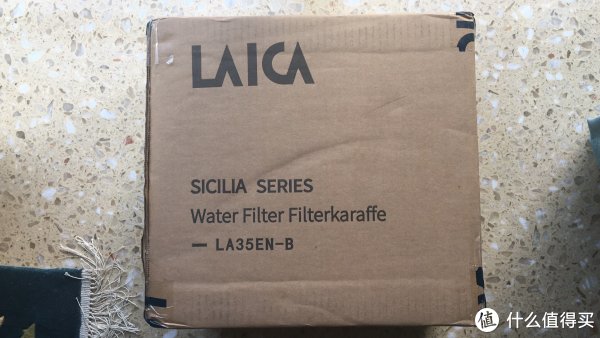 LAICA
SICILIA SERIES
Water Filter Filterkaraffe
— LA35EN-B
值 什么值得买